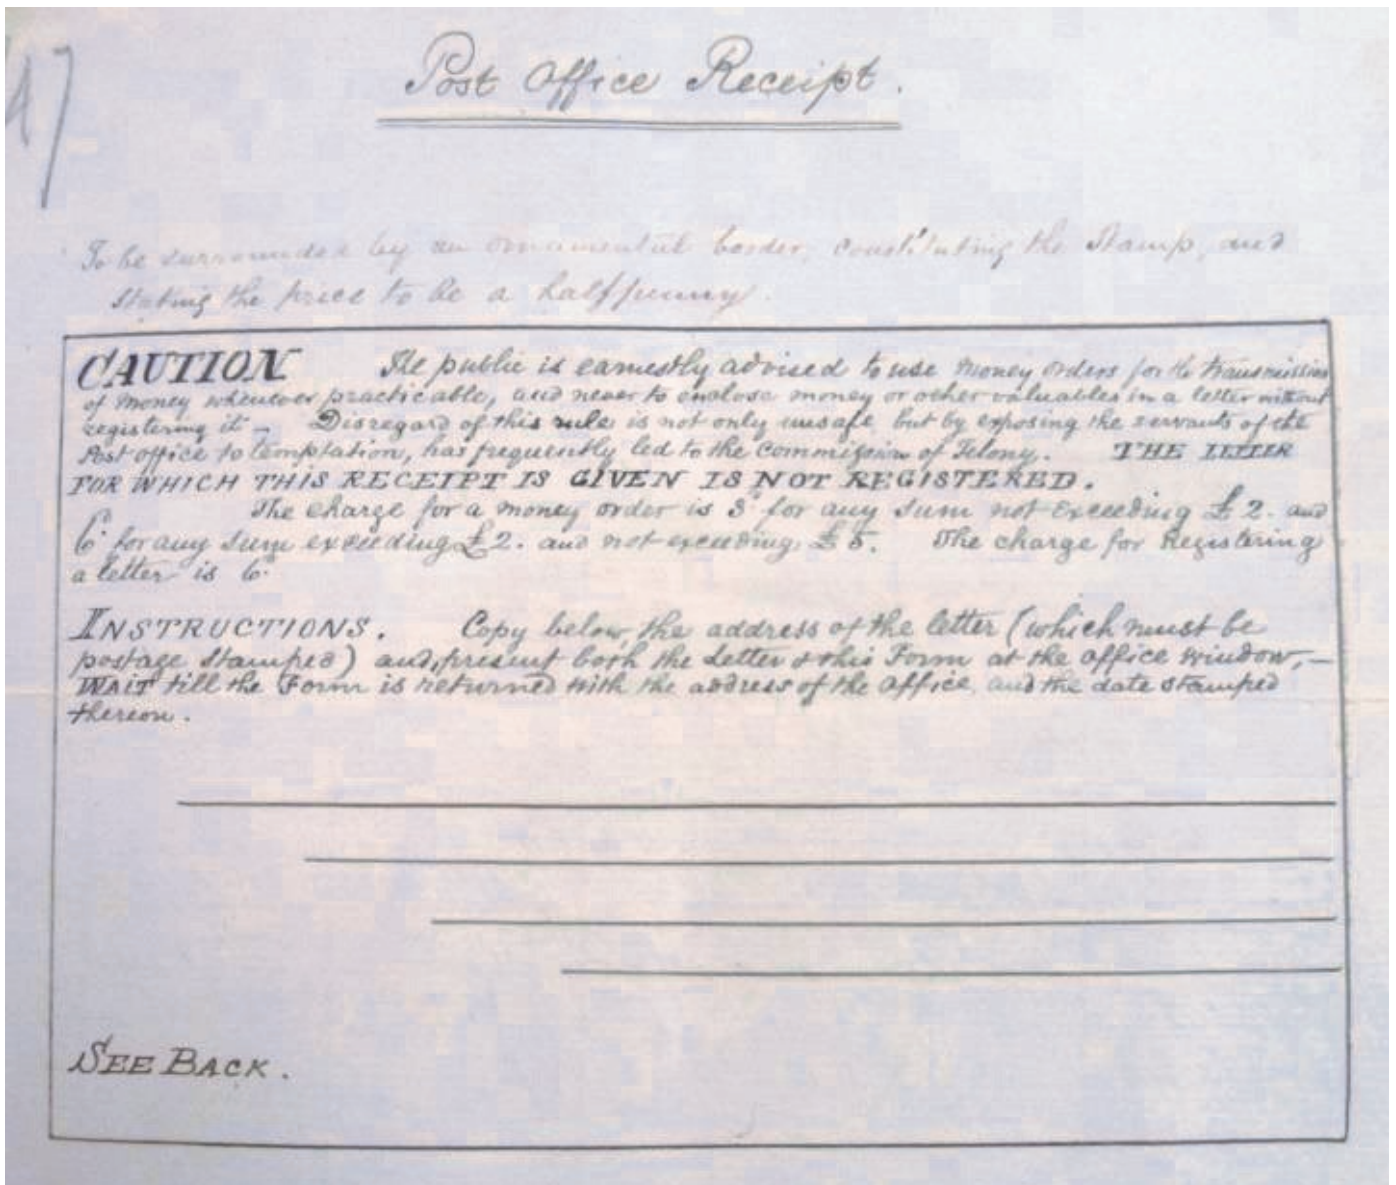 47
Post Office Receipt.
To be surrounded by an ornamental border, constituting the Stamp, and
stating the price to be a halfpenny.
CAUTION The public is earnestly advised to use money orders for the transmission
of money whenever practicable, and never to enclose money or other valuables in a letter without
registering it – Disregard of this rule is not only unsafe, but by exposing the servants of the
Post office to temptation, has frequently led to the Commission of Felony. THE LETTER
FOR WHICH THIS RECEIPT IS GIVEN IS NOT REGISTERED.
The charge for a money order is 3d for any sum not exceeding £2. and
6d for any sum exceeding £2. and not exceeding £5. The charge for Registering
a letter is 6d.
INSTRUCTIONS. Copy below, the address of the letter (which must be
postage stamped) and, present both the Letter & this Form at the office window, –
WAIT till the Form is returned with the address of the office, and the date stamped
thereon.
SEE BACK.